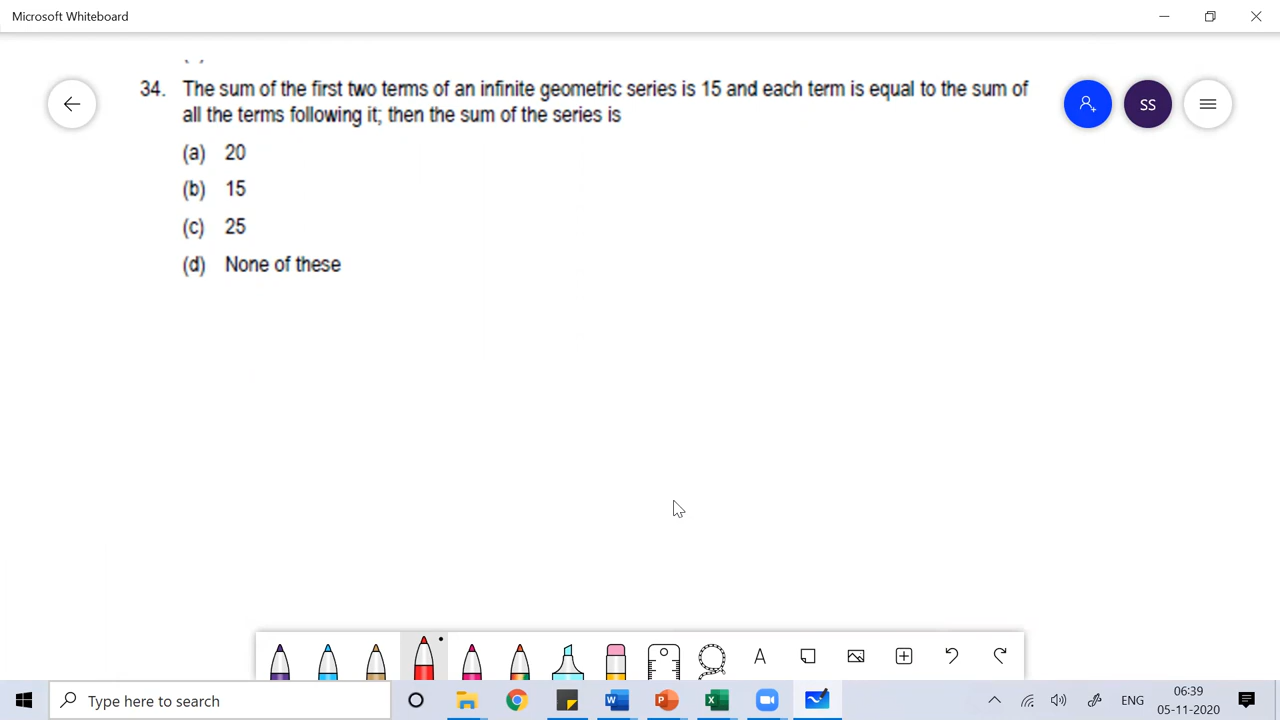 Microsoft Whiteboard
34. The sum of the first two terms of an infinite geometric series is 15 and each term is equal to the sum of
all the terms following it; then the sum of the series is
(a) 20
(b) 15
(c) 25
(d) None of these
SS
A
Type here to search
ENG
06:39
05-11-2020